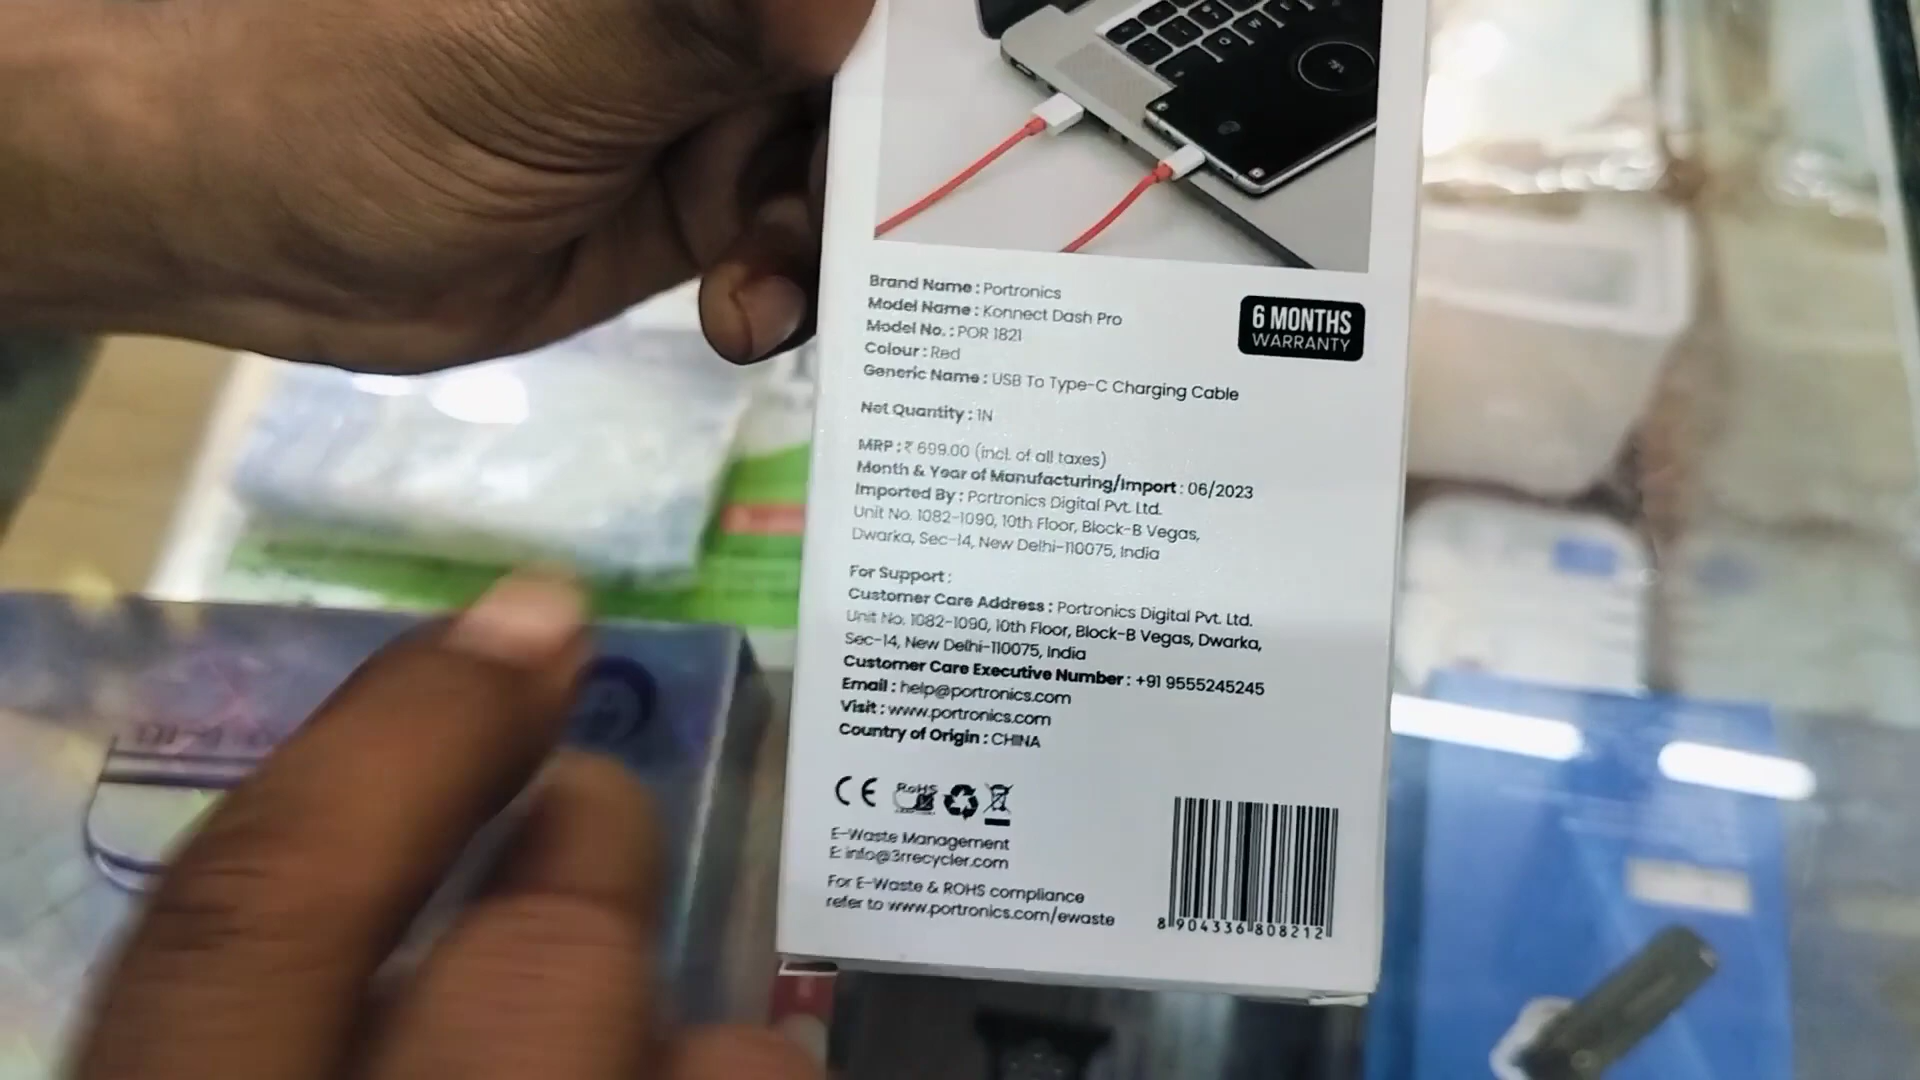 Brand Name : Portronics
Model Name : Konnect Dash Pro
Model No. : POR 1821
Colour : Red
Generic Name : USB To Type-C Charging Cable
6 MONTHS
WARRANTY
Net Quantity : 1N
MRP : ₹ 699.00 (incl. of all taxes)
Month & Year of Manufacturing/Import : 06/2023
Imported By : Portronics Digital Pvt. Ltd.
Unit No. 1082-1090, 10th Floor, Block-B Vegas,
Dwarka, Sec-14, New Delhi-110075, India
For Support :
Customer Care Address : Portronics Digital Pvt. Ltd.
Unit No. 1082-1090, 10th Floor, Block-B Vegas, Dwarka,
Sec-14, New Delhi-110075, India
Customer Care Executive Number : +91 9555245245
Email : help@portronics.com
Visit : www.portronics.com
Country of Origin : CHINA
CE RoHS
E-Waste Management
E: info@3rrecycler.com
For E-Waste & ROHS compliance
refer to www.portronics.com/ewaste
8 904336 808212